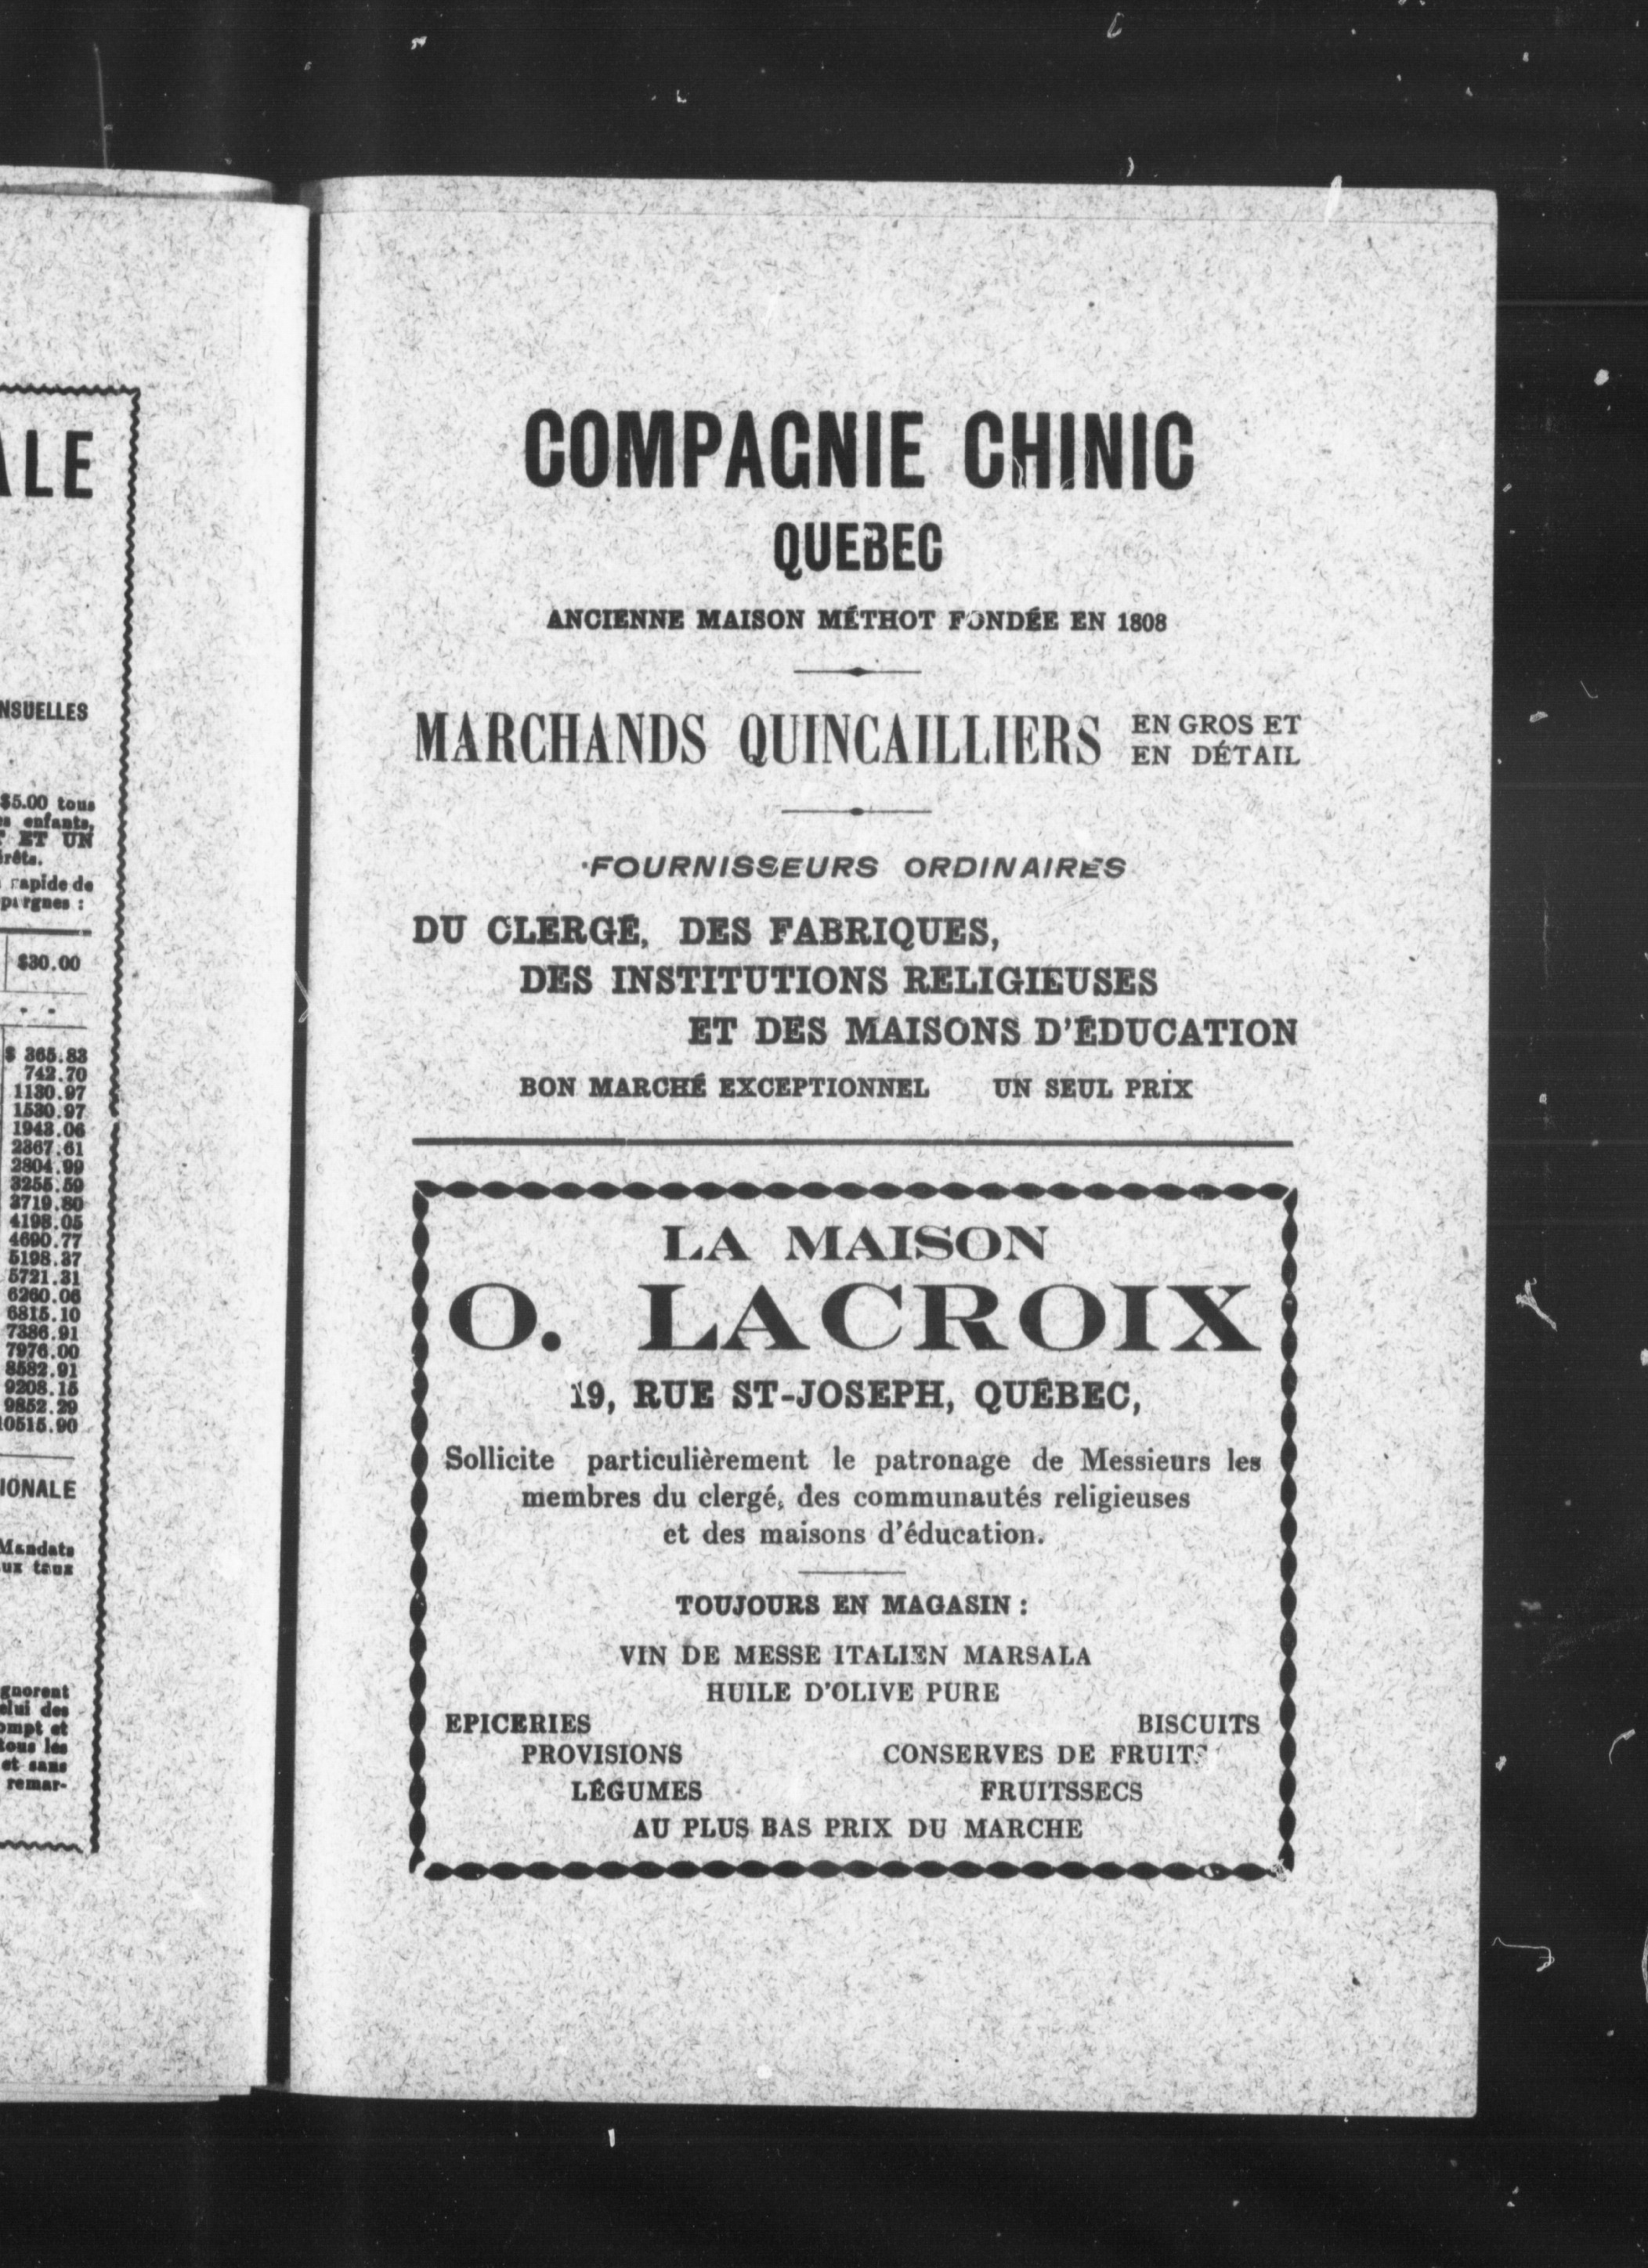 ALE
NSUELLES
$5.00 tous
enfants,
ET UN
rapide de
$30.00
$ 365.83
742.70
1130.97
1530.97
1943.06
2367.61
2804.99
3255.59
3719.80
4198.05
4690.77
5198.37
5721.31
6260.06
6815.10
7386.91
7976.00
8582.91
9208.15
9852.29
10515.90
IONALE
Mandats
ux taux
gnorent
elui des
ompt et
tous les
et sans
remar-
COMPAGNIE CHINIC
QUEBEC
ANCIENNE MAISON MÉTHOT FONDÉE EN 1808
MARCHANDS QUINCAILLIERS EN GROS ET
EN DÉTAIL
FOURNISSEURS ORDINAIRES
DU CLERGÉ, DES FABRIQUES,
DES INSTITUTIONS RELIGIEUSES
ET DES MAISONS D'ÉDUCATION
BON MARCHÉ EXCEPTIONNEL UN SEUL PRIX
LA MAISON
O. LACROIX
19, RUE ST-JOSEPH, QUÉBEC,
Sollicite particulièrement le patronage de Messieurs les
membres du clergé, des communautés religieuses
et des maisons d'éducation.
TOUJOURS EN MAGASIN :
VIN DE MESSE ITALIEN MARSALA
HUILE D'OLIVE PURE
EPICERIES BISCUITS
PROVISIONS CONSERVES DE FRUITS
LÉGUMES FRUITSSECS
AU PLUS BAS PRIX DU MARCHE